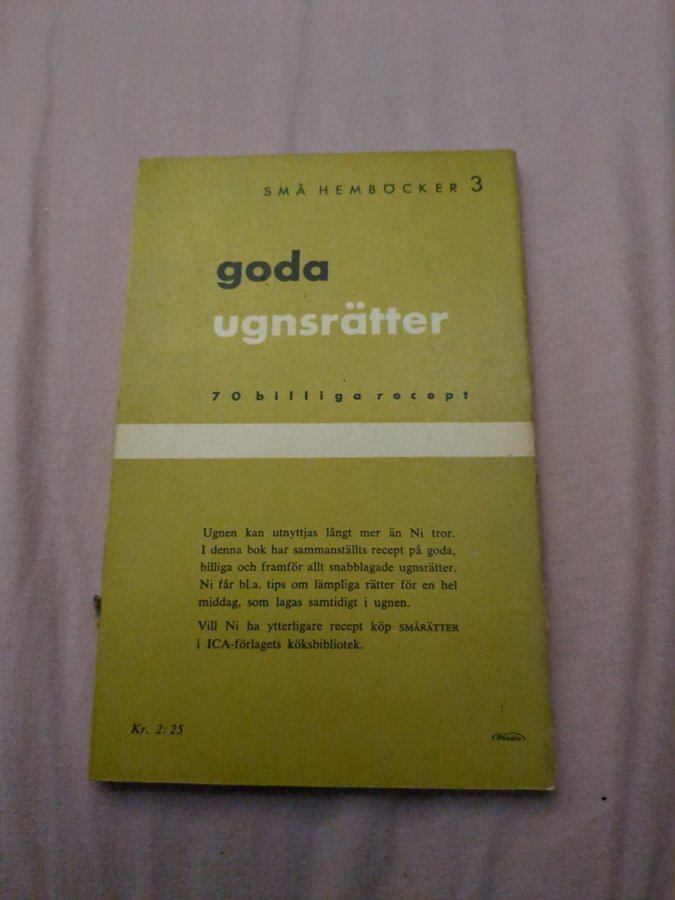 SMÅ HEMBÖCKER 3
goda
ugnsrätter
70 billiga recept
Ugnen kan utnyttjas långt mer än Ni tror.
I denna bok har sammanställts recept på goda,
billiga och framför allt snabblagade ugnsrätter.
Ni får bl.a. tips om lämpliga rätter för en hel
middag, som lagas samtidigt i ugnen.
Vill Ni ha ytterligare recept köp SMÅRÄTTER
i ICA-förlagets köksbibliotek.
Kr. 2:25